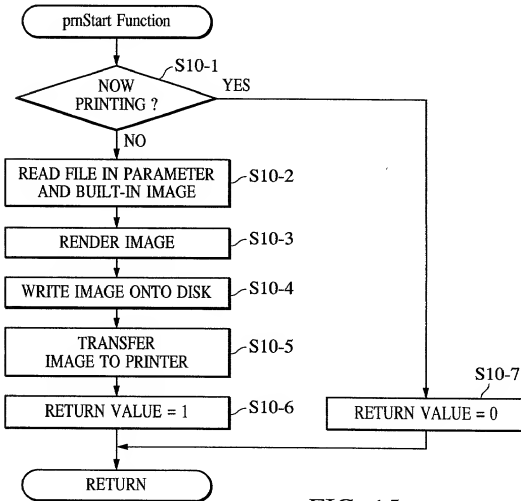 prnStart Function
S10-1
NOW
PRINTING ?
YES
NO
READ FILE IN PARAMETER
AND BUILT-IN IMAGE
S10-2
RENDER IMAGE
S10-3
WRITE IMAGE ONTO DISK
S10-4
TRANSFER
IMAGE TO PRINTER
S10-5
S10-7
RETURN VALUE = 1
S10-6
RETURN VALUE = 0
RETURN